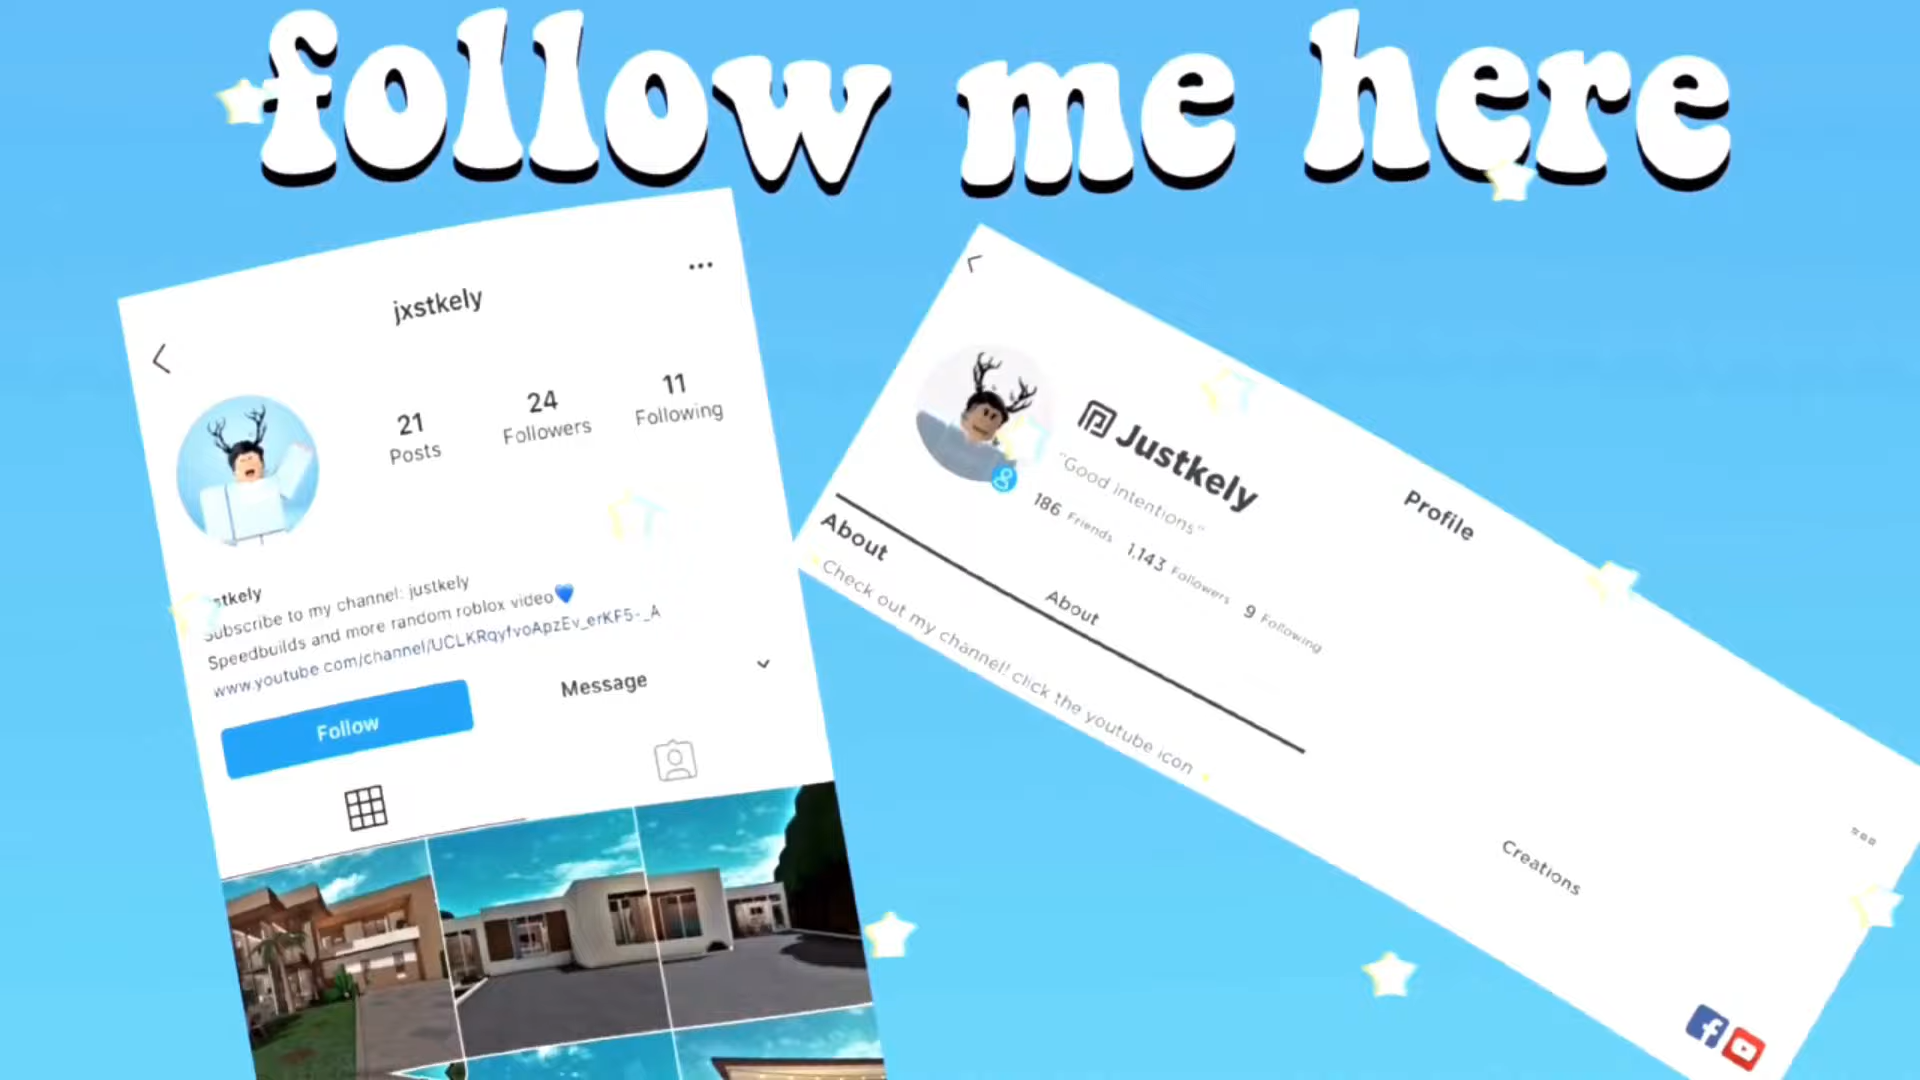 follow me here
jxstkely
21 24 11
Posts Followers Following
stkely
Subscribe to my channel: justkely
Speedbuilds and more random roblox video💙
www.youtube.com/channel/UCLKRqyfvoApzEv_erKF5-_A
Follow Message
Profile
Justkely
"Good intentions"
186 Friends 1,143 Followers 9 Following
About Creations
About
Check out my channel! click the youtube icon